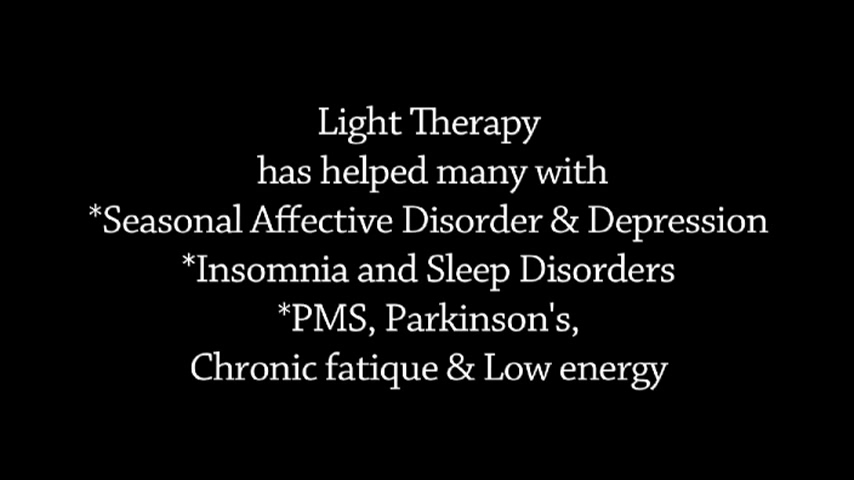 Light Therapy
has helped many with
*Seasonal Affective Disorder & Depression
*Insomnia and Sleep Disorders
*PMS, Parkinson's,
Chronic fatique & Low energy